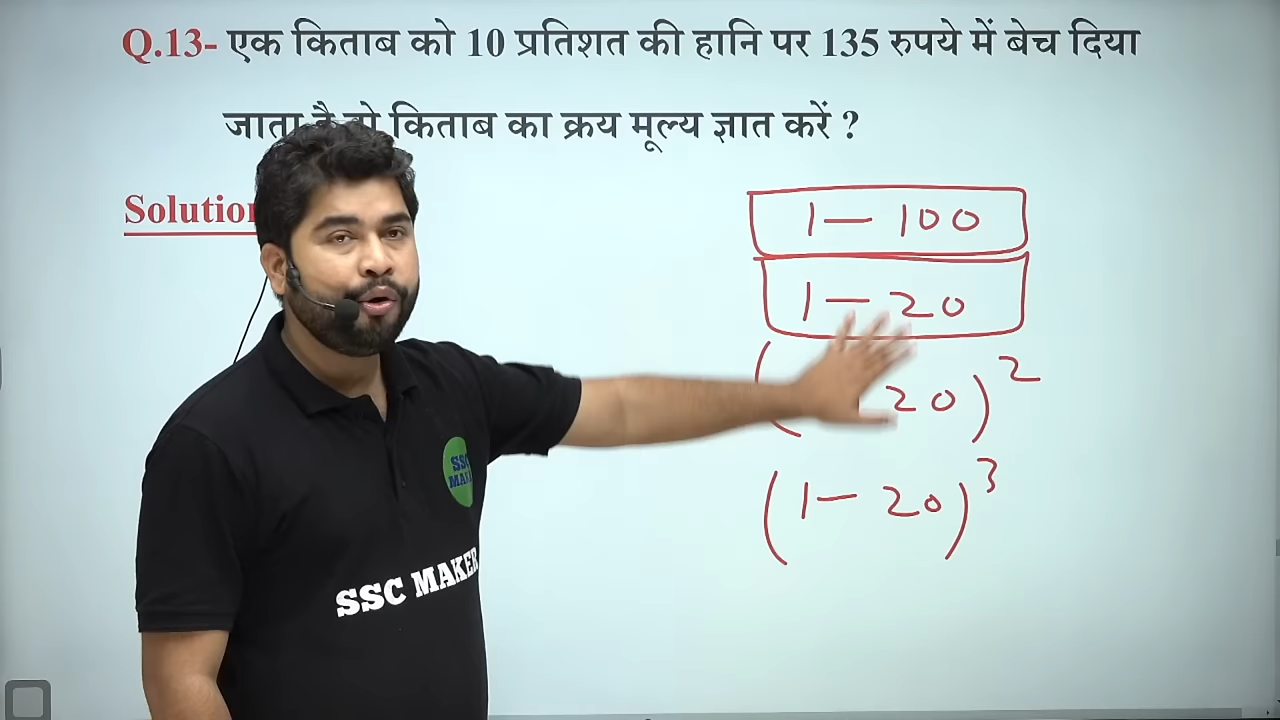 Q.13- एक किताब को 10 प्रतिशत की हानि पर 135 रुपये में बेच दिया
जाता है तो किताब का क्रय मूल्य ज्ञात करें ?
Solution
1 — 100
1 — 20
( 20)²
(1 — 20)³
SSC
SSC MAKER